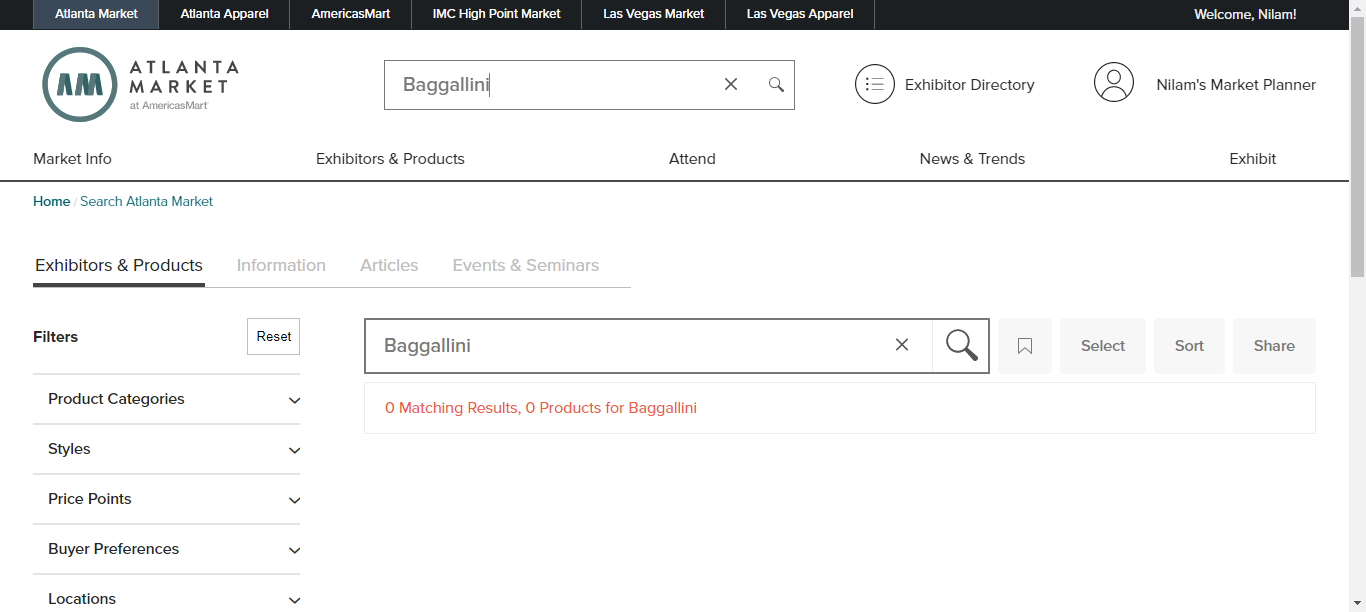 Atlanta Market Atlanta Apparel AmericasMart IMC High Point Market Las Vegas Market Las Vegas Apparel Welcome, Nilam!
AM ATLANTA MARKET at AmericasMart
Baggallini
Exhibitor Directory
Nilam's Market Planner
Market Info Exhibitors & Products Attend News & Trends Exhibit
Home / Search Atlanta Market
Exhibitors & Products Information Articles Events & Seminars
Filters Reset
Baggallini Select Sort Share
0 Matching Results, 0 Products for Baggallini
Product Categories
Styles
Price Points
Buyer Preferences
Locations